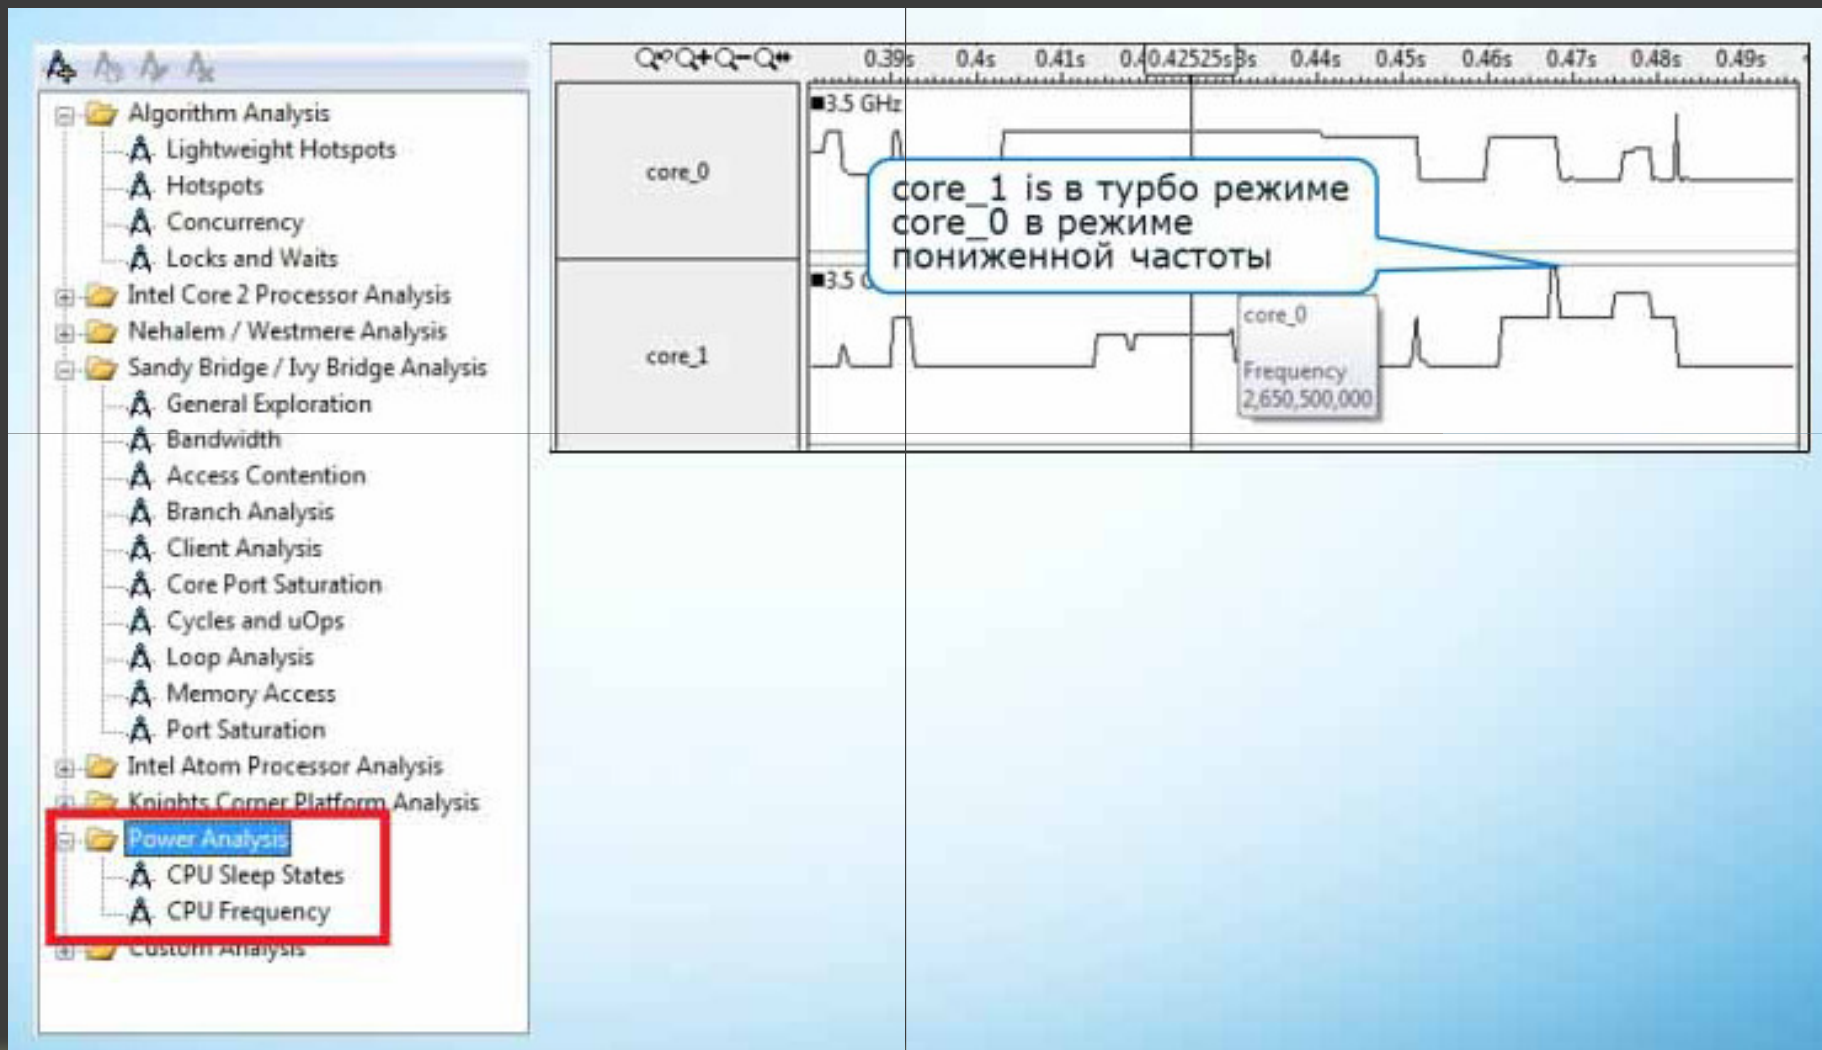 Algorithm Analysis
Lightweight Hotspots
Hotspots
Concurrency
Locks and Waits
Intel Core 2 Processor Analysis
Nehalem / Westmere Analysis
Sandy Bridge / Ivy Bridge Analysis
General Exploration
Bandwidth
Access Contention
Branch Analysis
Client Analysis
Core Port Saturation
Cycles and uOps
Loop Analysis
Memory Access
Port Saturation
Intel Atom Processor Analysis
Knights Corner Platform Analysis
Power Analysis
CPU Sleep States
CPU Frequency
Custom Analysis
0.39s 0.4s 0.41s 0.42525s 0.44s 0.45s 0.46s 0.47s 0.48s 0.49s
3.5 GHz
core_0
core_1 is в турбо режиме
core_0 в режиме
пониженной частоты
3.5
core_1
core_0
Frequency
2,650,500,000